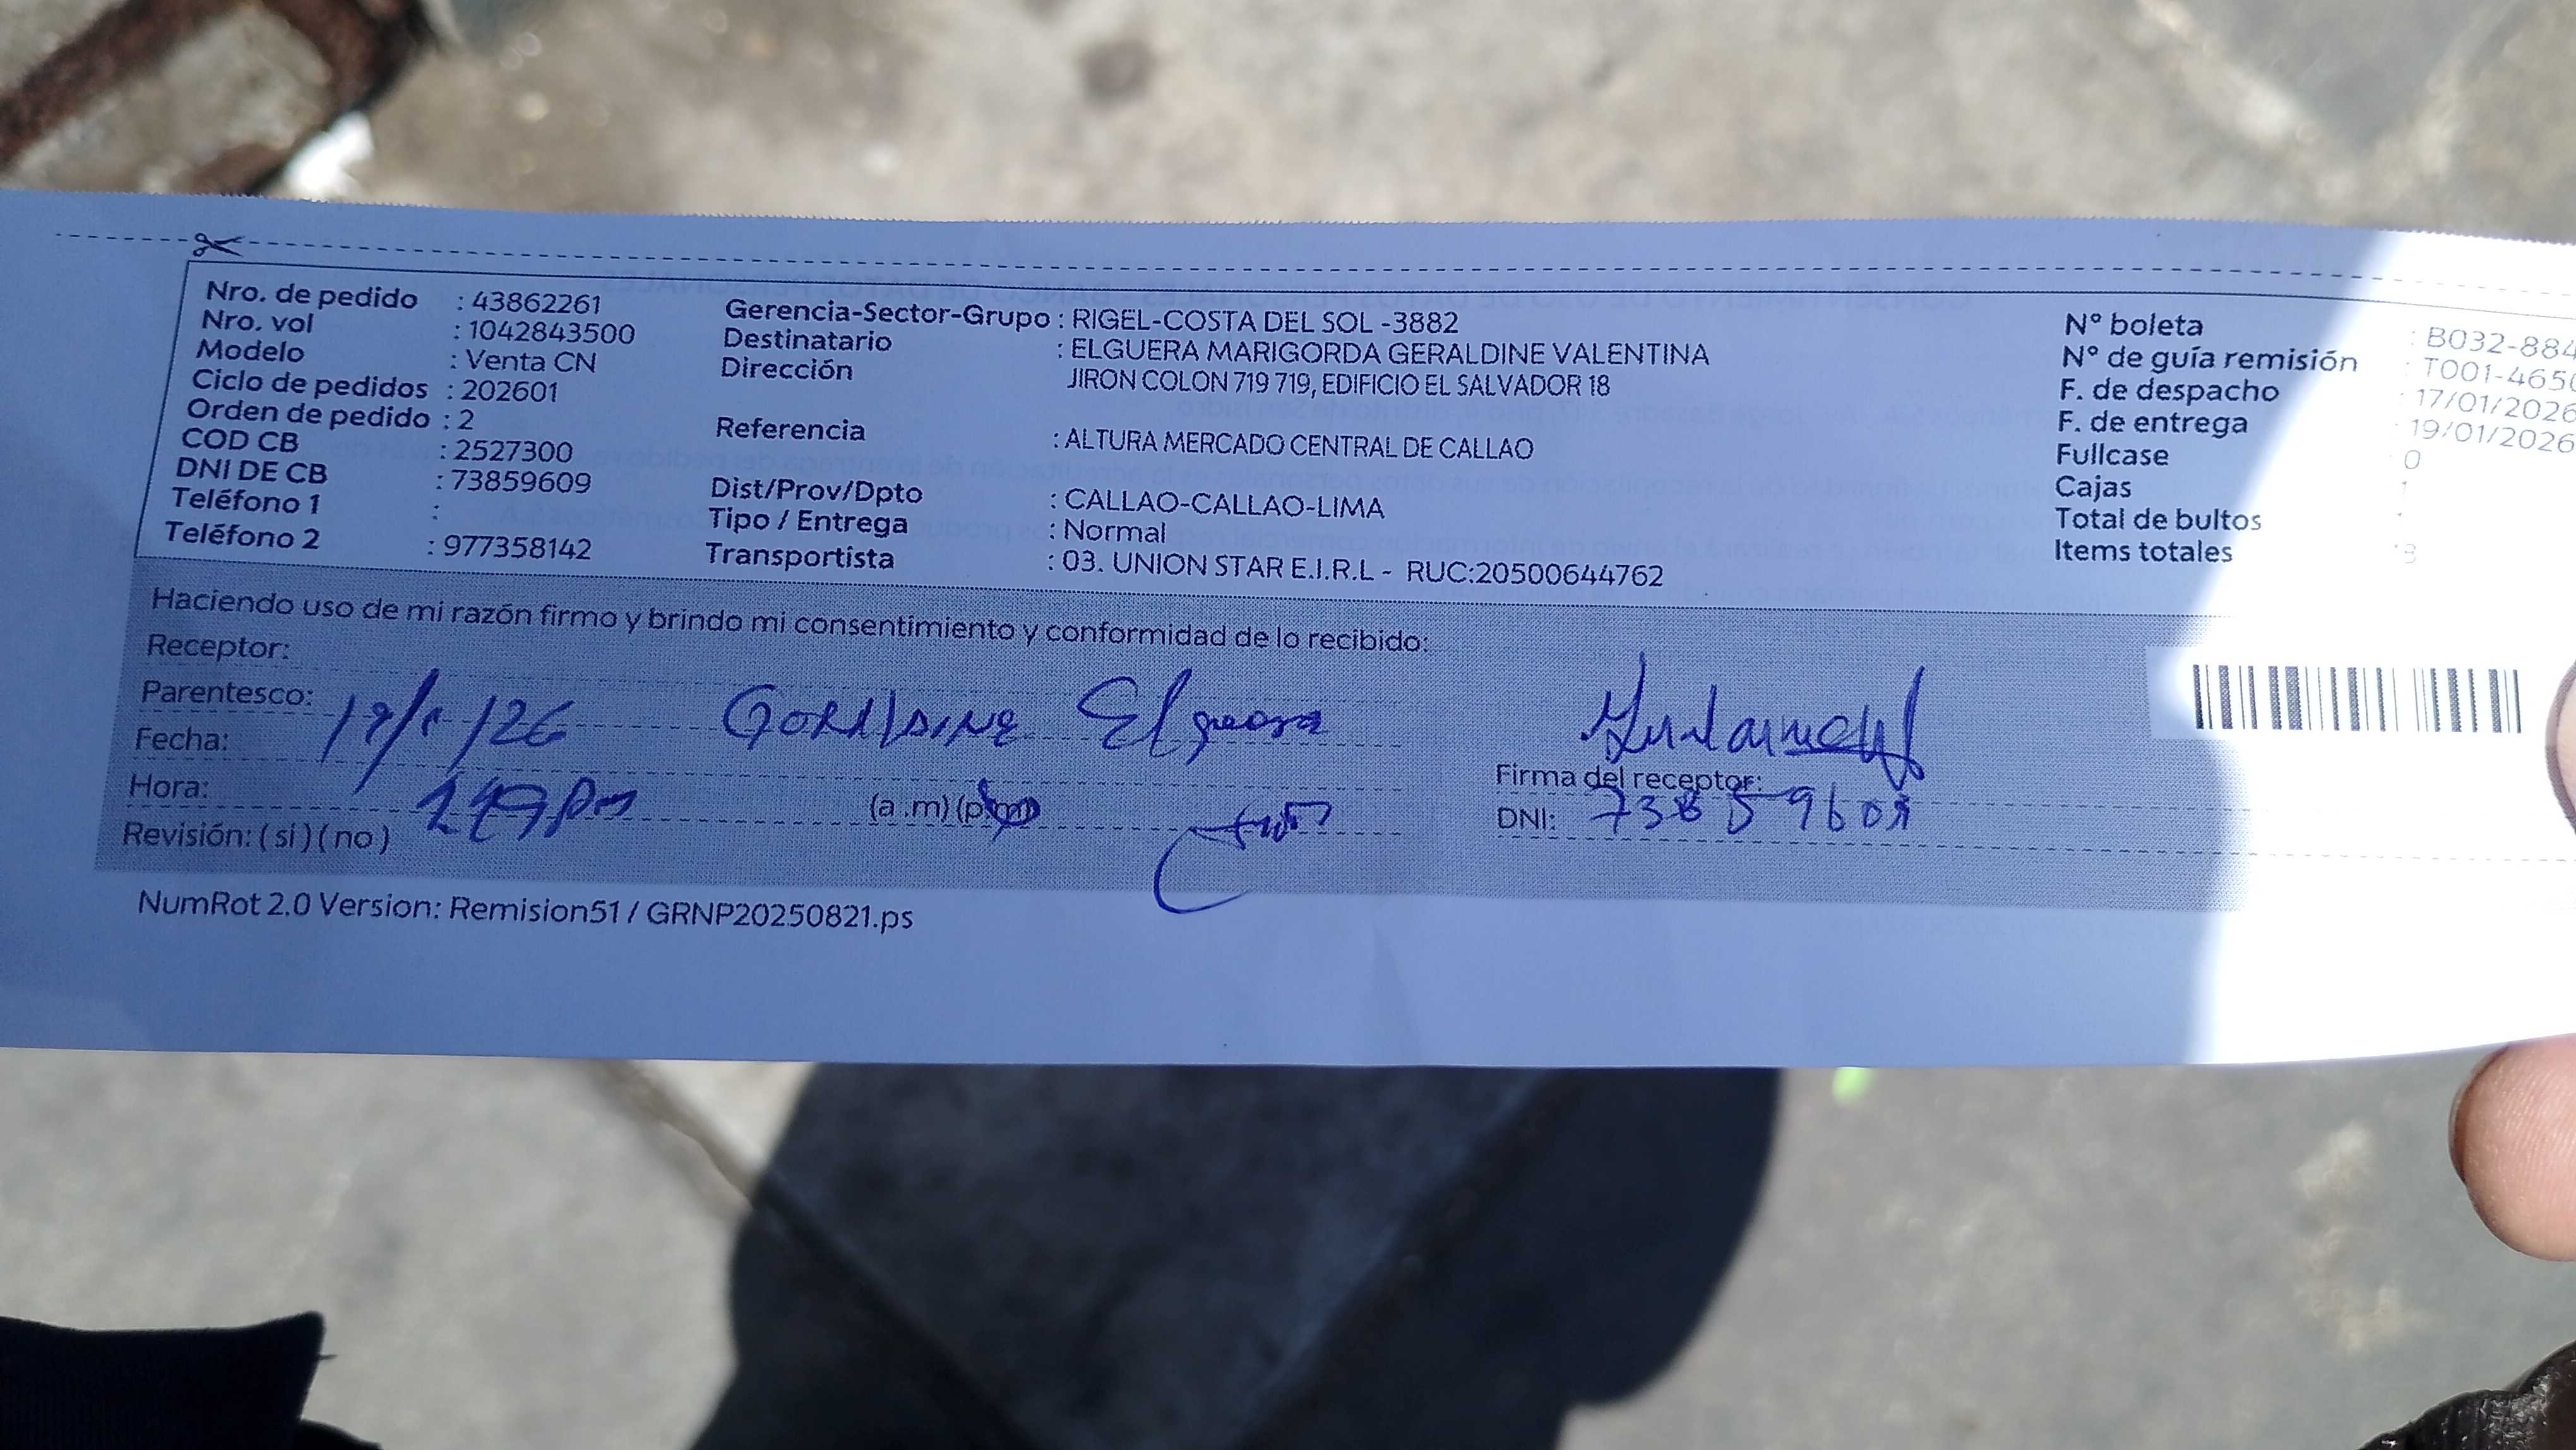 Nro. de pedido : 43862261
Nro. vol : 1042843500
Modelo : Venta CN
Ciclo de pedidos : 202601
Orden de pedido : 2
COD CB : 2527300
DNI DE CB : 73859609
Teléfono 1 :
Teléfono 2 : 977358142
Gerencia-Sector-Grupo : RIGEL-COSTA DEL SOL -3882
Destinatario : ELGUERA MARIGORDA GERALDINE VALENTINA
Dirección JIRON COLON 719 719, EDIFICIO EL SALVADOR 18
Referencia : ALTURA MERCADO CENTRAL DE CALLAO
Dist/Prov/Dpto : CALLAO-CALLAO-LIMA
Tipo / Entrega : Normal
Transportista : 03. UNION STAR E.I.R.L - RUC:20500644762
N° boleta : B032-884
N° de guía remisión : T001-465
F. de despacho : 17/01/2026
F. de entrega : 19/01/2026
Fullcase 0
Cajas 1
Total de bultos
Items totales
Haciendo uso de mi razón firmo y brindo mi consentimiento y conformidad de lo recibido:
Receptor:
Parentesco:
Fecha: Elguera
Hora: (a .m) (p.m)
Revisión: ( si ) ( no )
Firma del receptor:
DNI: 73859609
NumRot 2.0 Version: Remision51 / GRNP20250821.ps